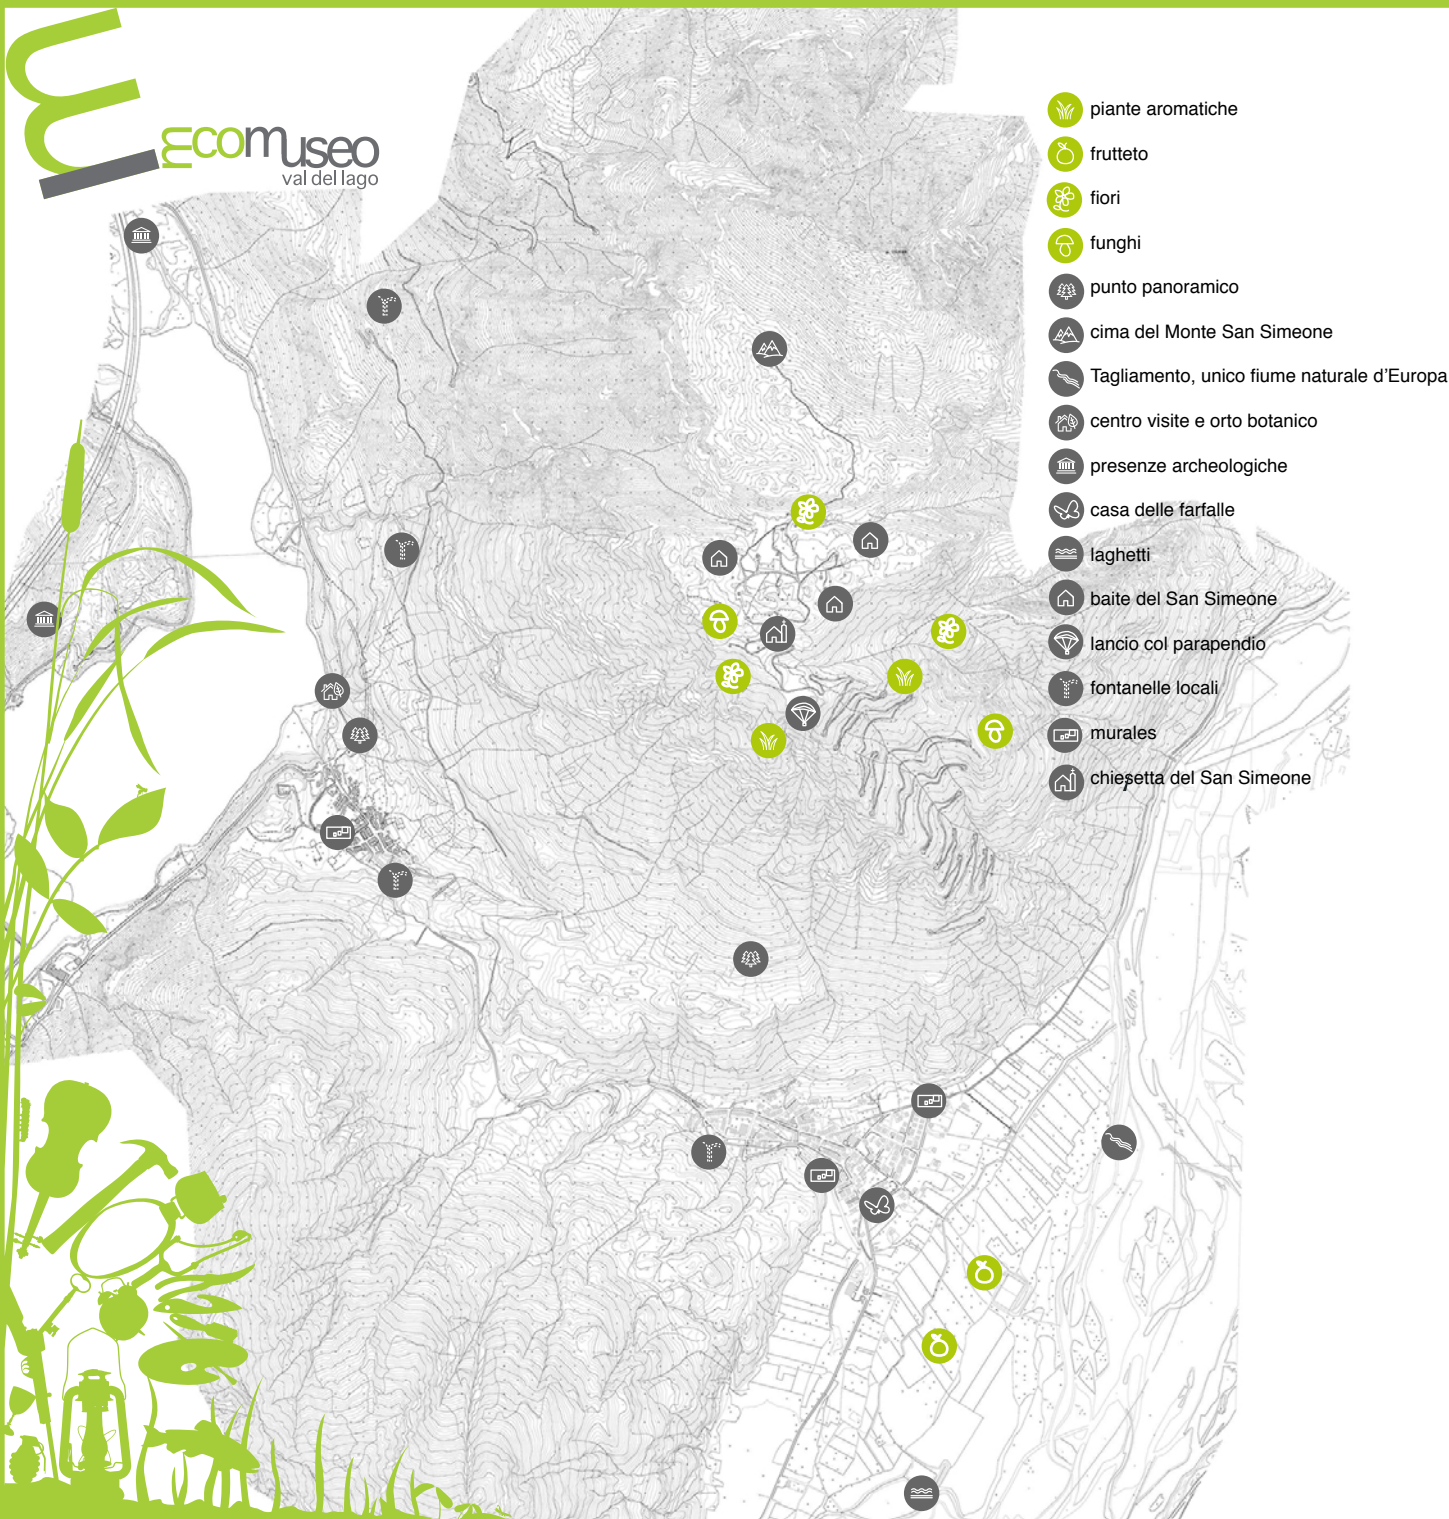 ecomuseo
val del lago
piante aromatiche
frutteto
fiori
funghi
punto panoramico
cima del Monte San Simeone
Tagliamento, unico fiume naturale d'Europa
centro visite e orto botanico
presenze archeologiche
casa delle farfalle
laghetti
baite del San Simeone
lancio col parapendio
fontanelle locali
murales
chiesetta del San Simeone